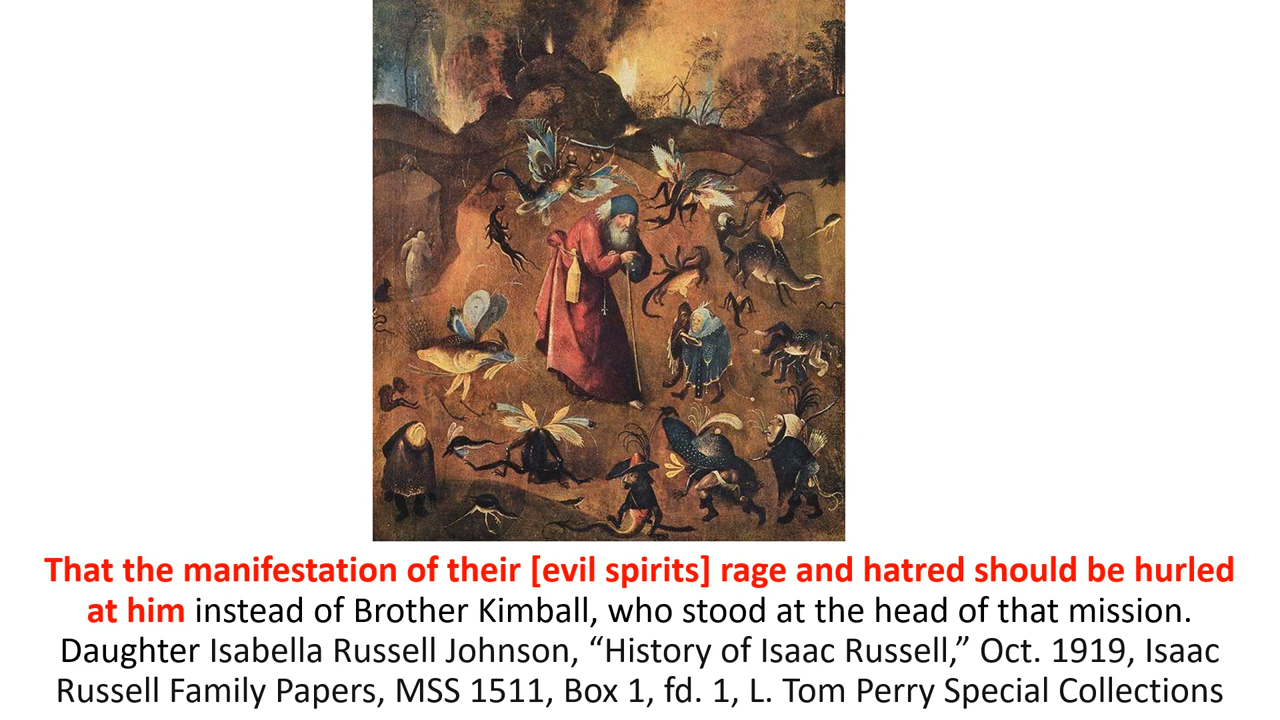 That the manifestation of their [evil spirits] rage and hatred should be hurled
at him instead of Brother Kimball, who stood at the head of that mission.
Daughter Isabella Russell Johnson, “History of Isaac Russell,” Oct. 1919, Isaac
Russell Family Papers, MSS 1511, Box 1, fd. 1, L. Tom Perry Special Collections